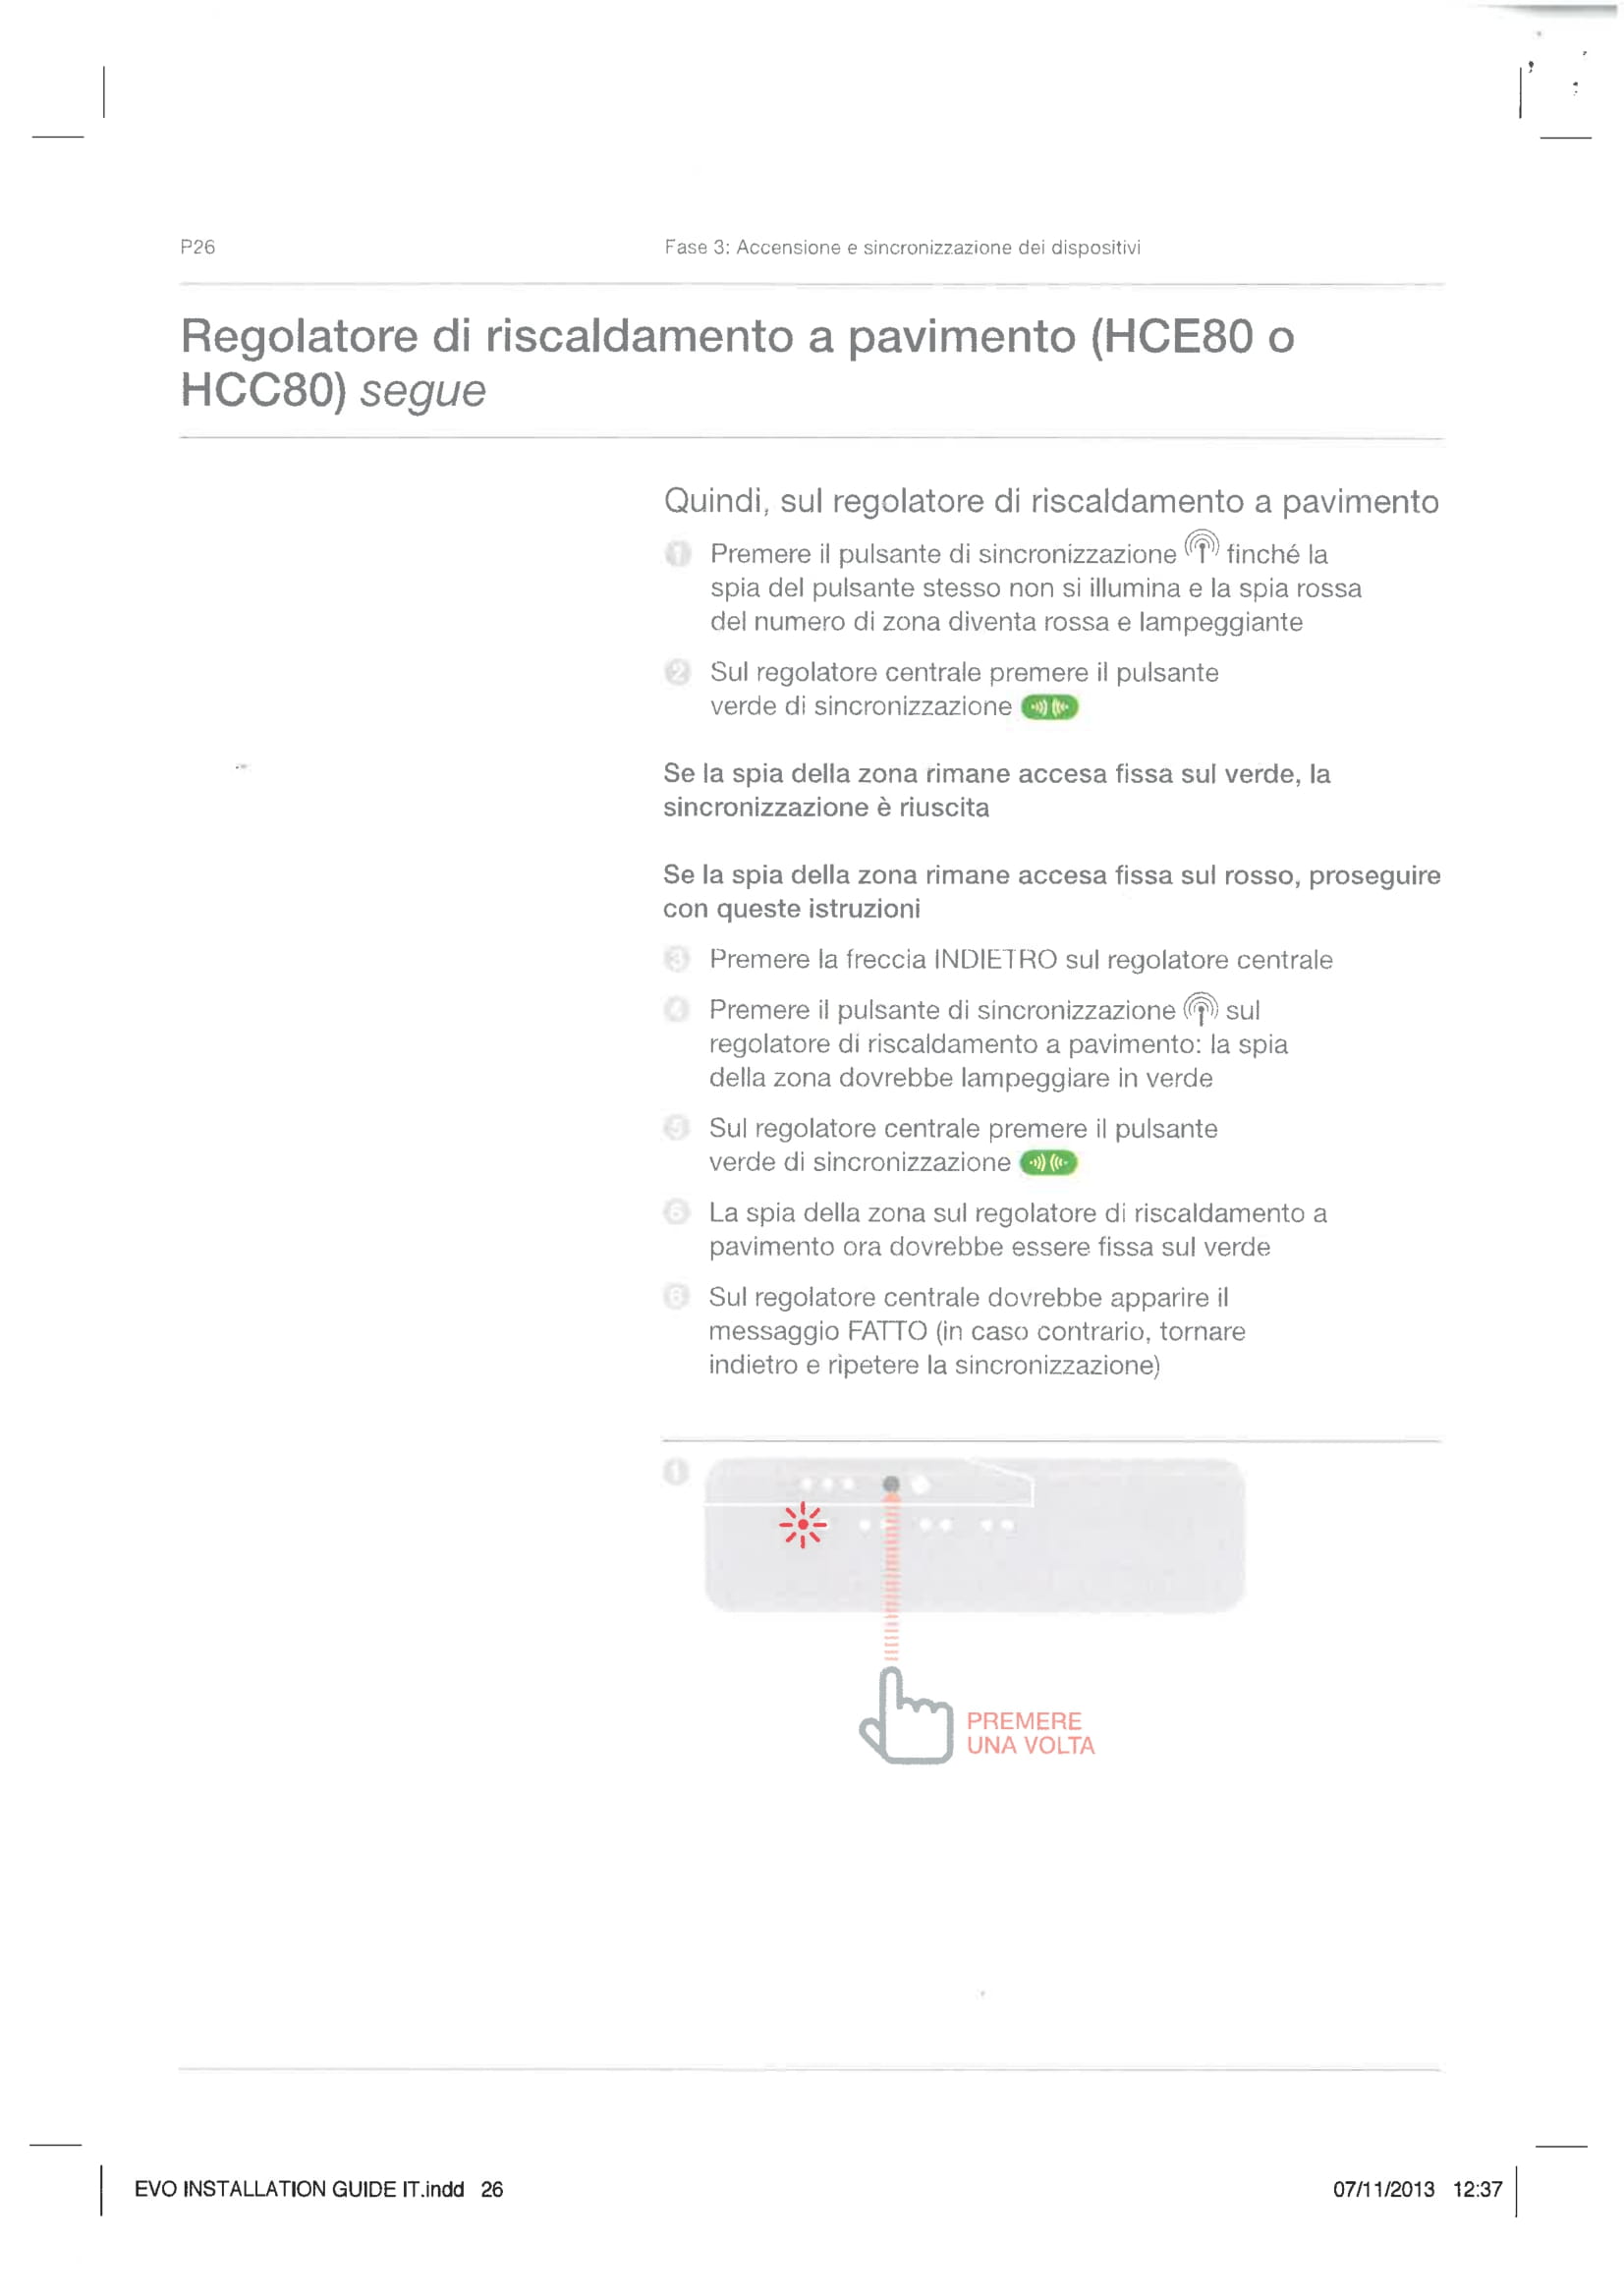 P26
Fase 3: Accensione e sincronizzazione dei dispositivi
Regolatore di riscaldamento a pavimento (HCE80 o
HCC80) segue
Quindi, sul regolatore di riscaldamento a pavimento
1 Premere il pulsante di sincronizzazione finché la
spia del pulsante stesso non si illumina e la spia rossa
del numero di zona diventa rossa e lampeggiante
2 Sul regolatore centrale premere il pulsante
verde di sincronizzazione
Se la spia della zona rimane accesa fissa sul verde, la
sincronizzazione è riuscita
Se la spia della zona rimane accesa fissa sul rosso, proseguire
con queste istruzioni
3 Premere la freccia INDIETRO sul regolatore centrale
4 Premere il pulsante di sincronizzazione sul
regolatore di riscaldamento a pavimento: la spia
della zona dovrebbe lampeggiare in verde
5 Sul regolatore centrale premere il pulsante
verde di sincronizzazione
6 La spia della zona sul regolatore di riscaldamento a
pavimento ora dovrebbe essere fissa sul verde
6 Sul regolatore centrale dovrebbe apparire il
messaggio FATTO (in caso contrario, tornare
indietro e ripetere la sincronizzazione)
1
PREMERE
UNA VOLTA
EVO INSTALLATION GUIDE IT.indd 26
07/11/2013 12:37